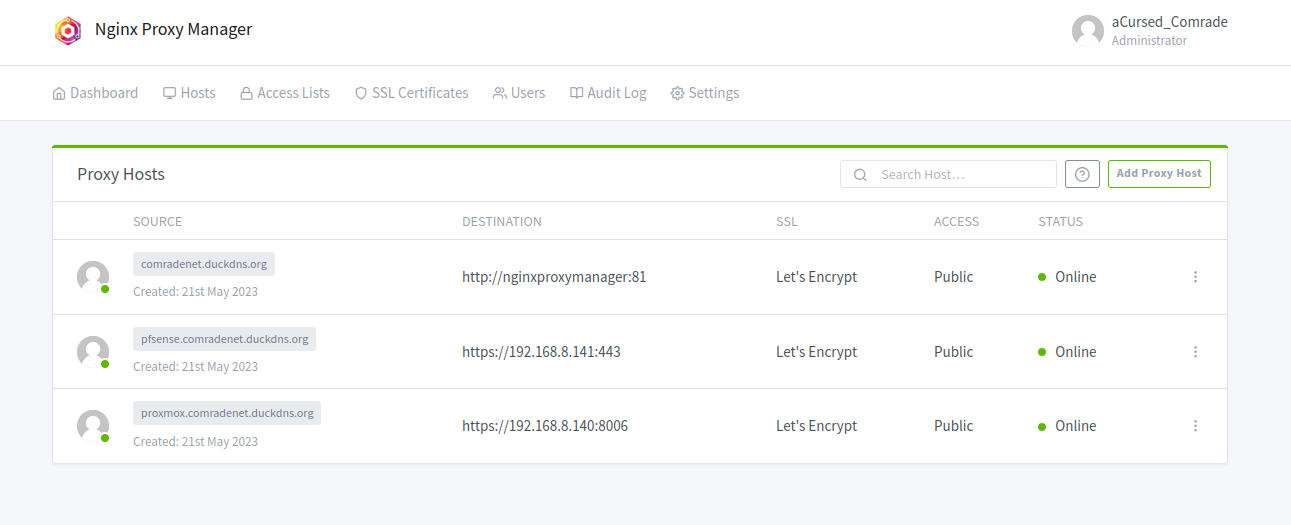 Nginx Proxy Manager
aCursed_Comrade
Administrator
Dashboard Hosts Access Lists SSL Certificates Users Audit Log Settings
Proxy Hosts
Search Host...
Add Proxy Host
SOURCE DESTINATION SSL ACCESS STATUS
comradenet.duckdns.org
Created: 21st May 2023
http://nginxproxymanager:81 Let's Encrypt Public Online
pfsense.comradenet.duckdns.org
Created: 21st May 2023
https://192.168.8.141:443 Let's Encrypt Public Online
proxmox.comradenet.duckdns.org
Created: 21st May 2023
https://192.168.8.140:8006 Let's Encrypt Public Online